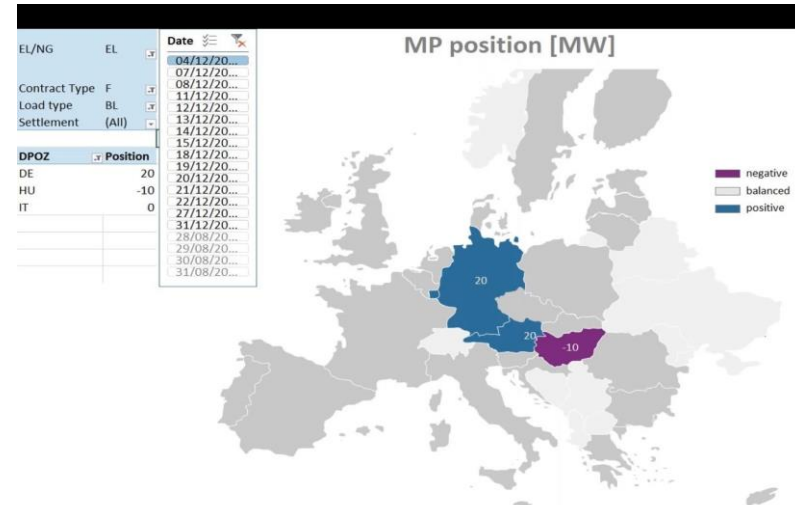 MP position [MW]
EL/NG EL
Contract Type F
Load type BL
Settlement (All)
DPOZ Position
DE 20
HU -10
IT 0
Date
04/12/20...
07/12/20...
08/12/20...
11/12/20...
12/12/20...
13/12/20...
14/12/20...
15/12/20...
18/12/20...
19/12/20...
20/12/20...
21/12/20...
22/12/20...
27/12/20...
31/12/20...
28/08/20...
29/08/20...
30/08/20...
31/08/20...
negative
balanced
positive
20
20
-10